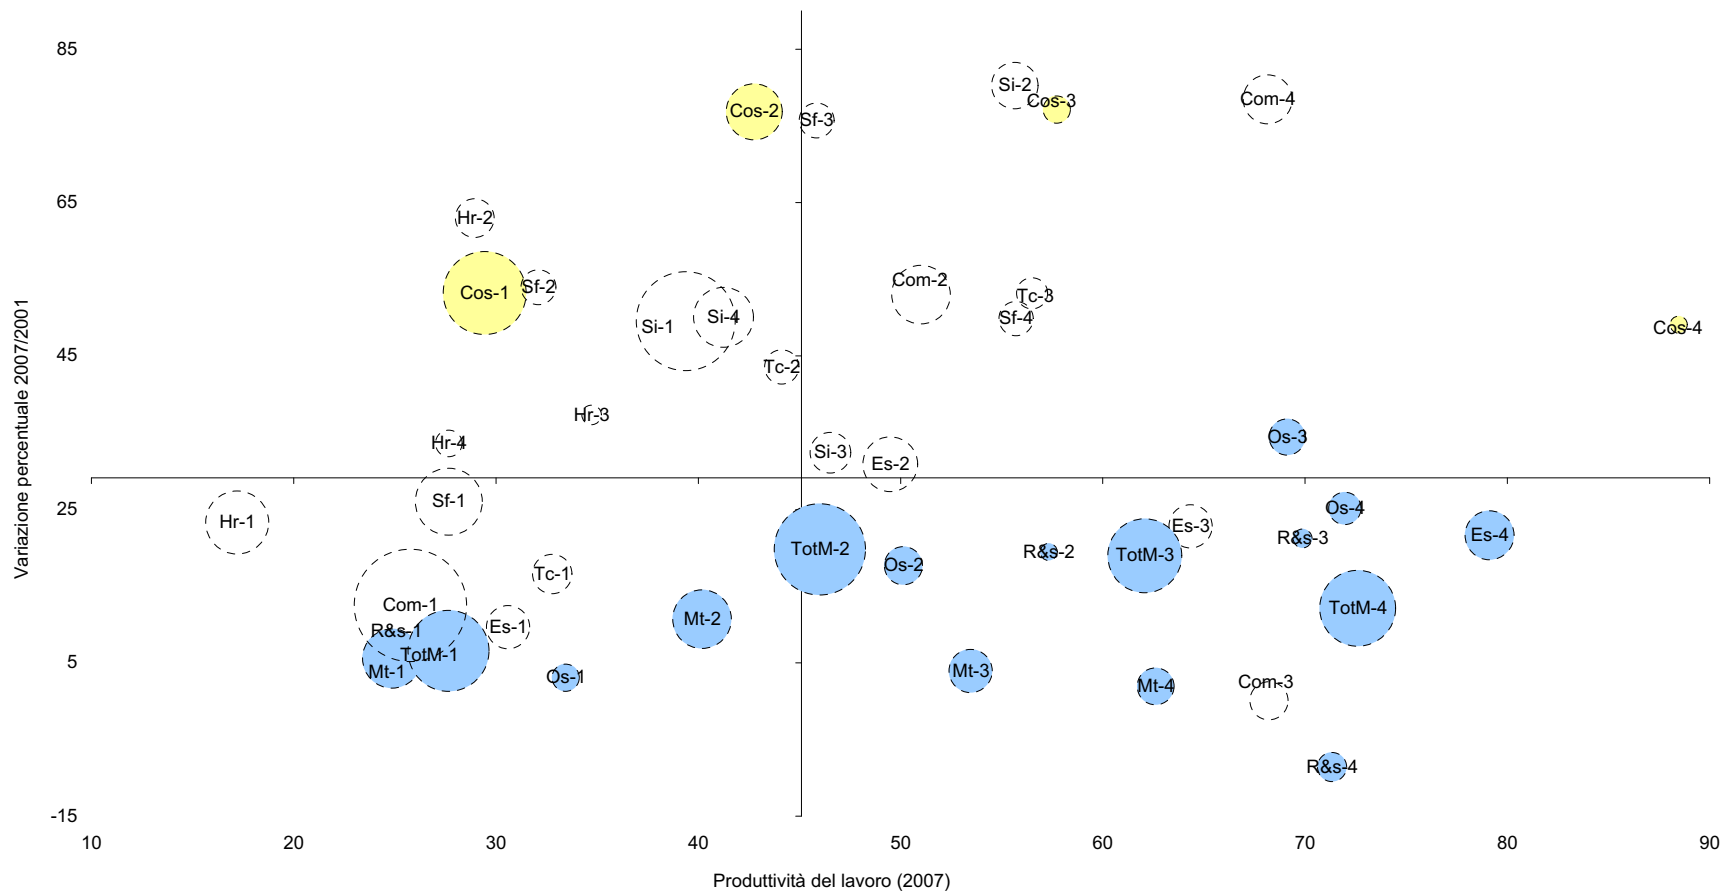 85
Si-2
Cos-3
Com-4
Cos-2
Sf-3
65
Hr-2
Cos-1
Sf-2
Com-2
Tc-3
Si-1
Si-4
Sf-4
Cos-4
45
Tc-2
Hr-3
Hr-4
Os-3
Si-3
Es-2
25
Sf-1
Hr-1
Os-4
Es-3
Es-4
R&s-3
TotM-2
R&s-2
TotM-3
Os-2
Tc-1
Com-1
TotM-4
Mt-2
Es-1
R&s-1
TotM-1
5
Mt-1
Os-1
Mt-3
Mt-4
Com-3
R&s-4
-15
10 20 30 40 50 60 70 80 90
Produttività del lavoro (2007)
Variazione percentuale 2007/2001